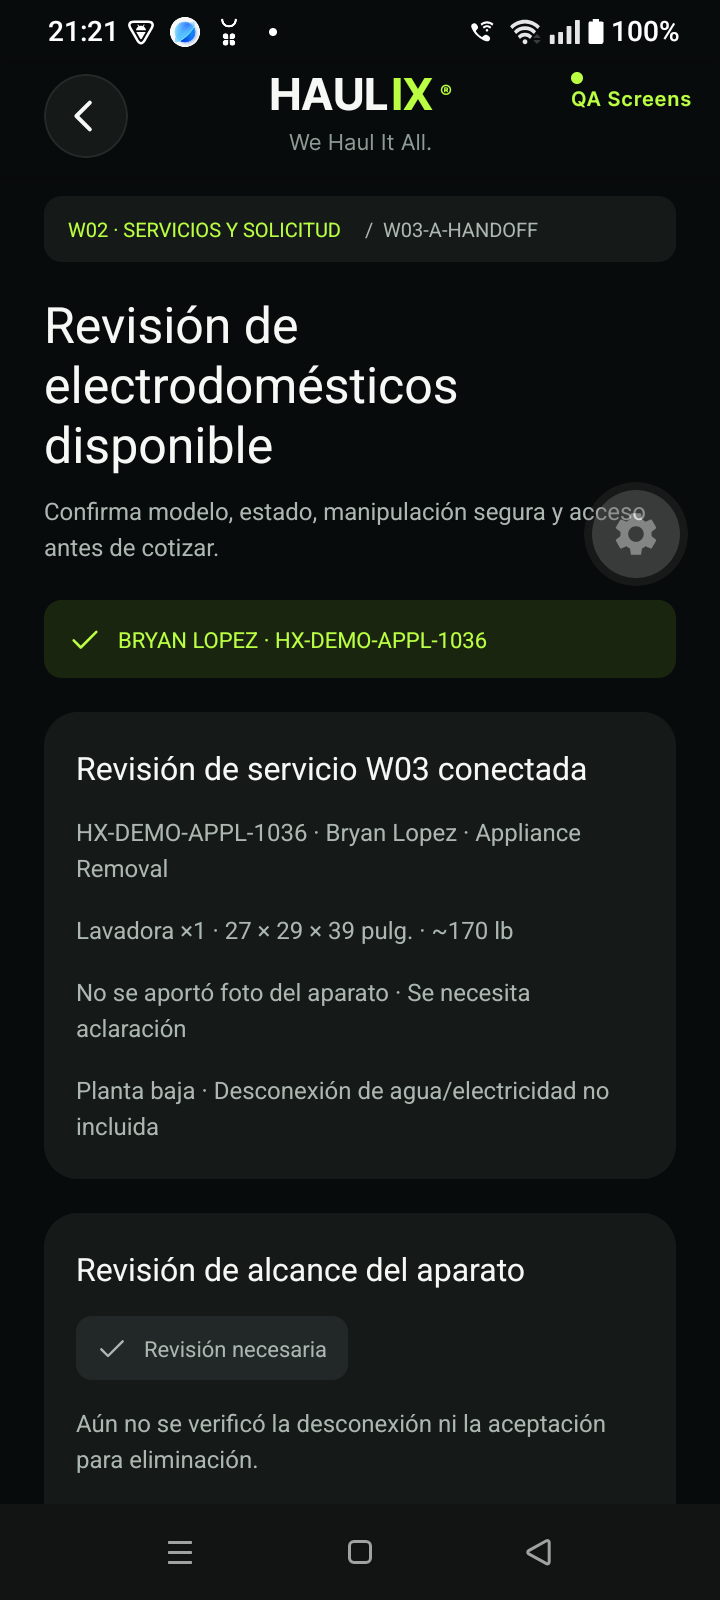 21:21
100%
HAULIX ®
We Haul It All.
QA Screens
W02 · SERVICIOS Y SOLICITUD / W03-A-HANDOFF
Revisión de
electrodomésticos
disponible
Confirma modelo, estado, manipulación segura y acceso
antes de cotizar.
BRYAN LOPEZ · HX-DEMO-APPL-1036
Revisión de servicio W03 conectada
HX-DEMO-APPL-1036 · Bryan Lopez · Appliance
Removal
Lavadora ×1 · 27 × 29 × 39 pulg. · ~170 lb
No se aportó foto del aparato · Se necesita
aclaración
Planta baja · Desconexión de agua/electricidad no
incluida
Revisión de alcance del aparato
Revisión necesaria
Aún no se verificó la desconexión ni la aceptación
para eliminación.